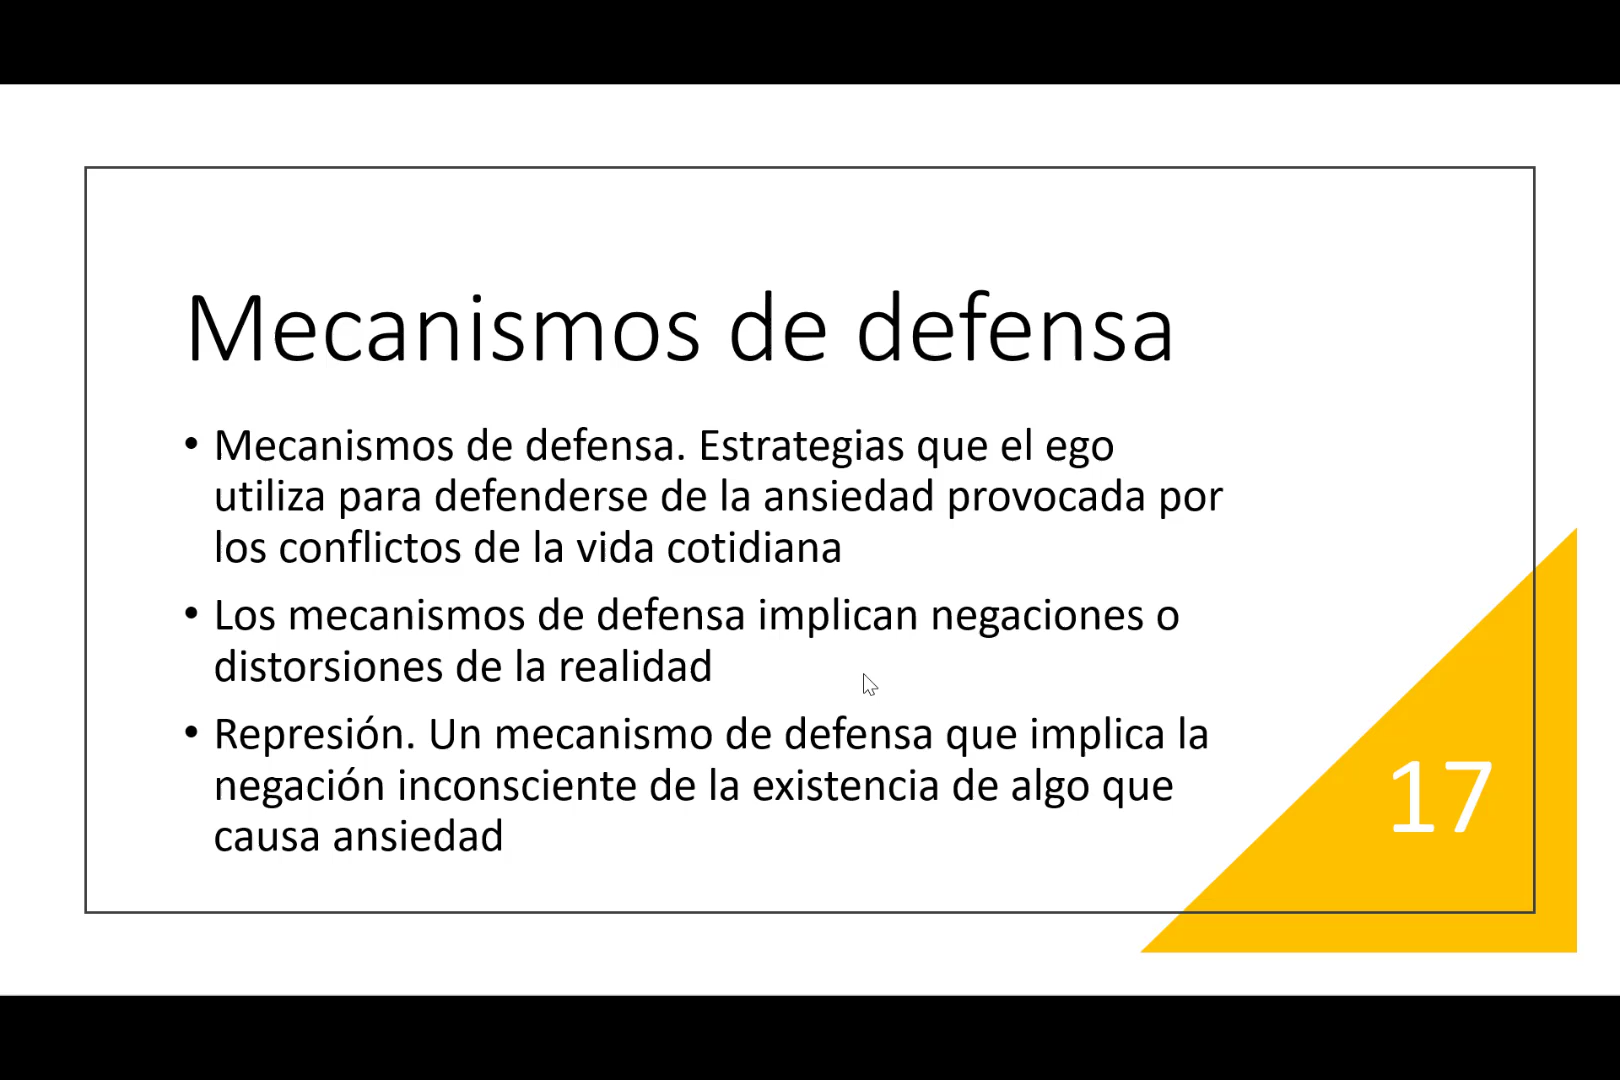 Mecanismos de defensa
• Mecanismos de defensa. Estrategias que el ego
utiliza para defenderse de la ansiedad provocada por
los conflictos de la vida cotidiana
• Los mecanismos de defensa implican negaciones o
distorsiones de la realidad
• Represión. Un mecanismo de defensa que implica la
negación inconsciente de la existencia de algo que
causa ansiedad
17